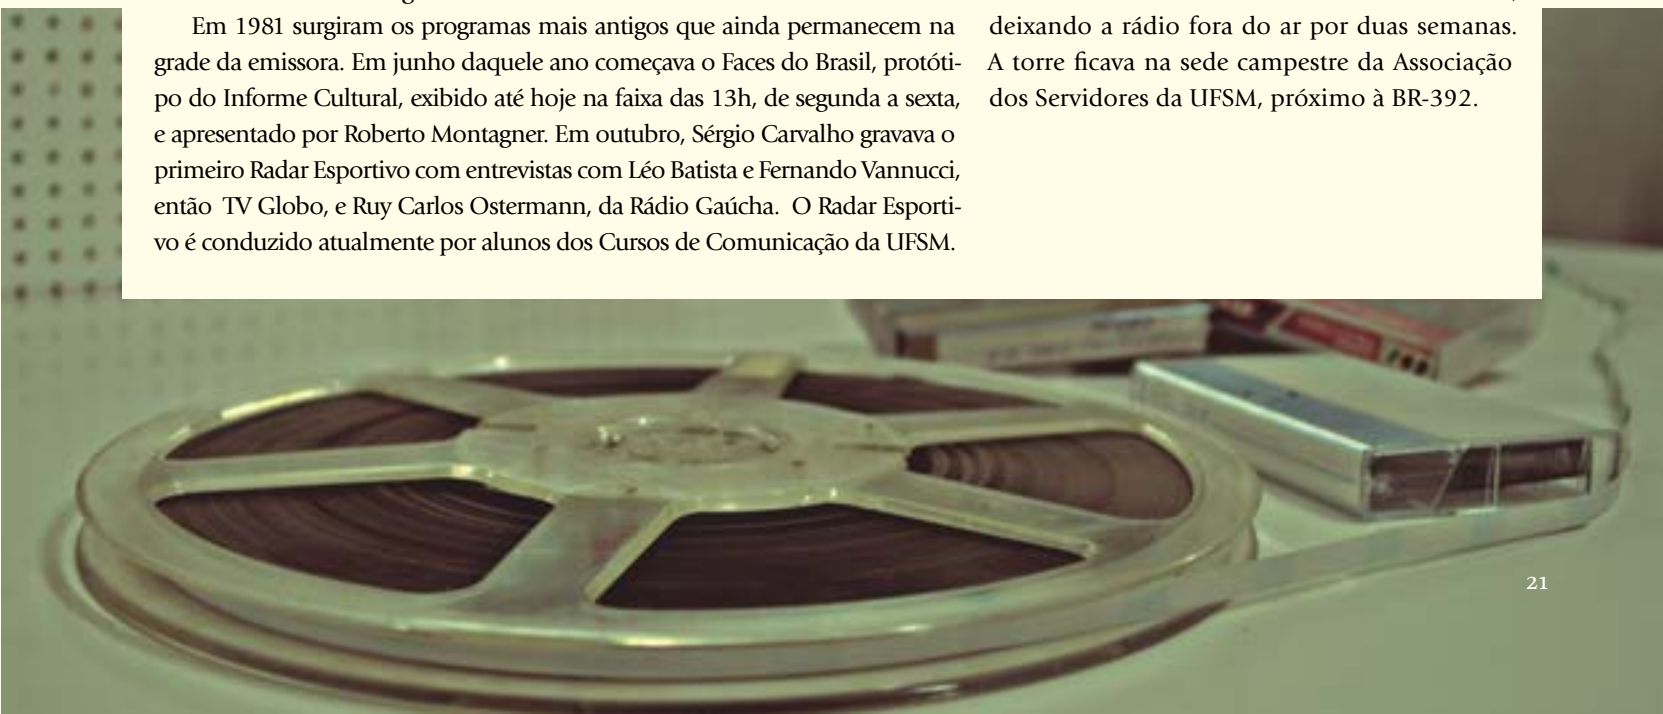 Em 1981 surgiram os programas mais antigos que ainda permanecem na
grade da emissora. Em junho daquele ano começava o Faces do Brasil, protóti-
po do Informe Cultural, exibido até hoje na faixa das 13h, de segunda a sexta,
e apresentado por Roberto Montagner. Em outubro, Sérgio Carvalho gravava o
primeiro Radar Esportivo com entrevistas com Léo Batista e Fernando Vannucci,
então TV Globo, e Ruy Carlos Ostermann, da Rádio Gaúcha. O Radar Esporti-
vo é conduzido atualmente por alunos dos Cursos de Comunicação da UFSM.
deixando a rádio fora do ar por duas semanas.
A torre ficava na sede campestre da Associação
dos Servidores da UFSM, próximo à BR-392.
21